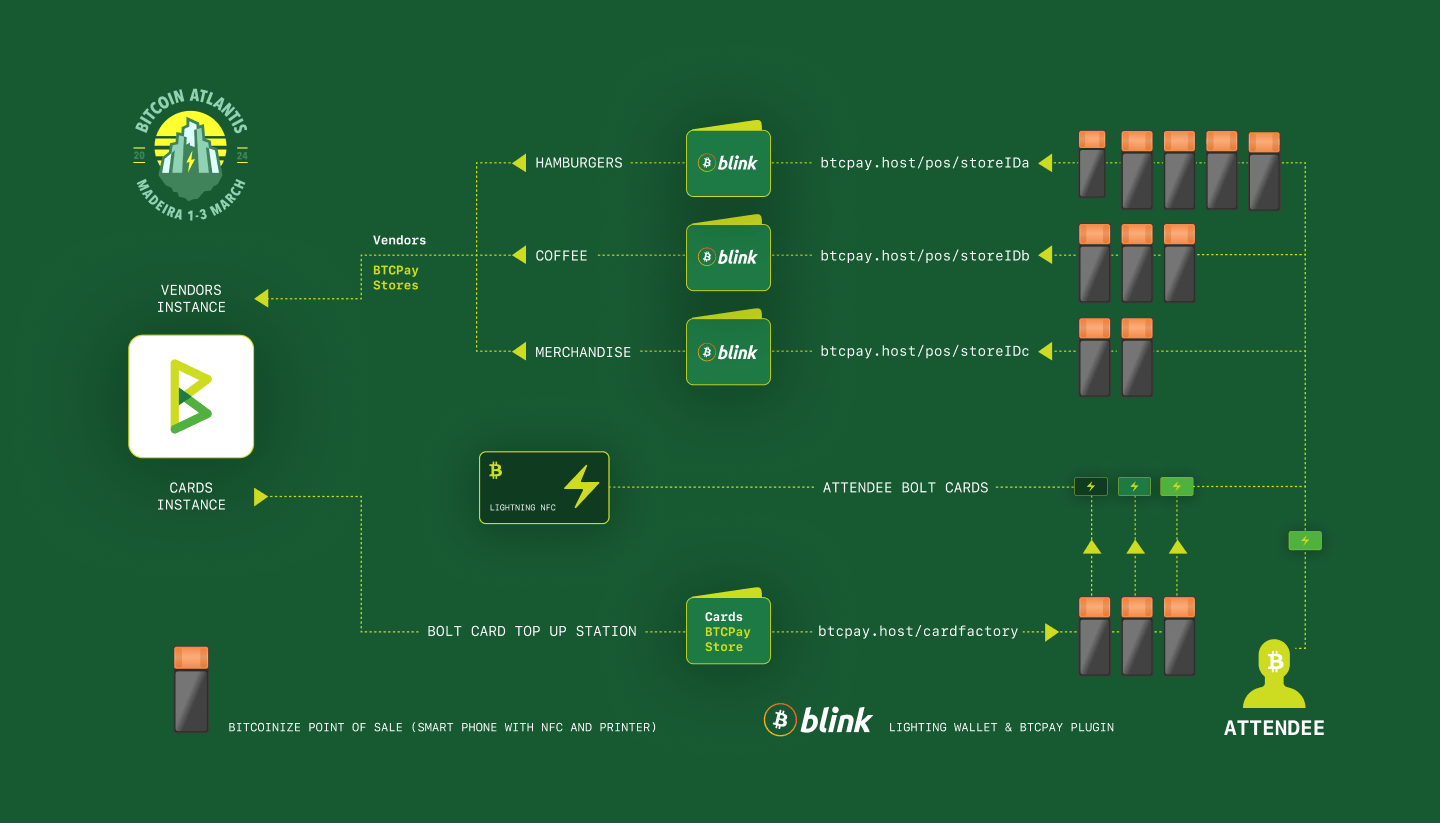 BITCOIN ATLANTIS
20 24
MADEIRA 1-3 MARCH
VENDORS
INSTANCE
Vendors
BTCPay
Stores
HAMBURGERS
blink
btcpay.host/pos/storeIDa
COFFEE
blink
btcpay.host/pos/storeIDb
MERCHANDISE
blink
btcpay.host/pos/storeIDc
CARDS
INSTANCE
LIGHTNING NFC
ATTENDEE BOLT CARDS
BOLT CARD TOP UP STATION
Cards
BTCPay
Store
btcpay.host/cardfactory
BITCOINIZE POINT OF SALE (SMART PHONE WITH NFC AND PRINTER)
blink
LIGHTING WALLET & BTCPAY PLUGIN
ATTENDEE